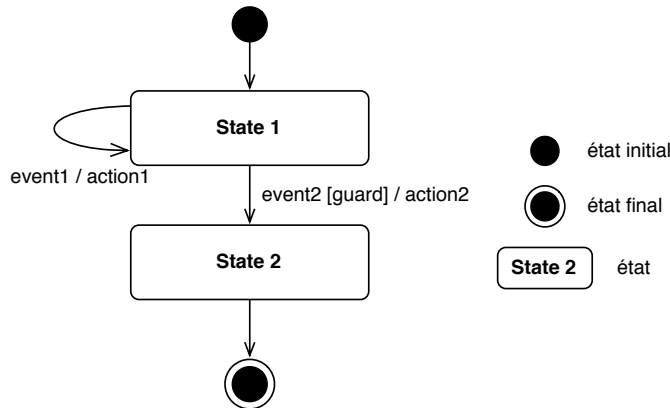 State 1
event1 / action1
event2 [guard] / action2
State 2
état initial
état final
State 2
état